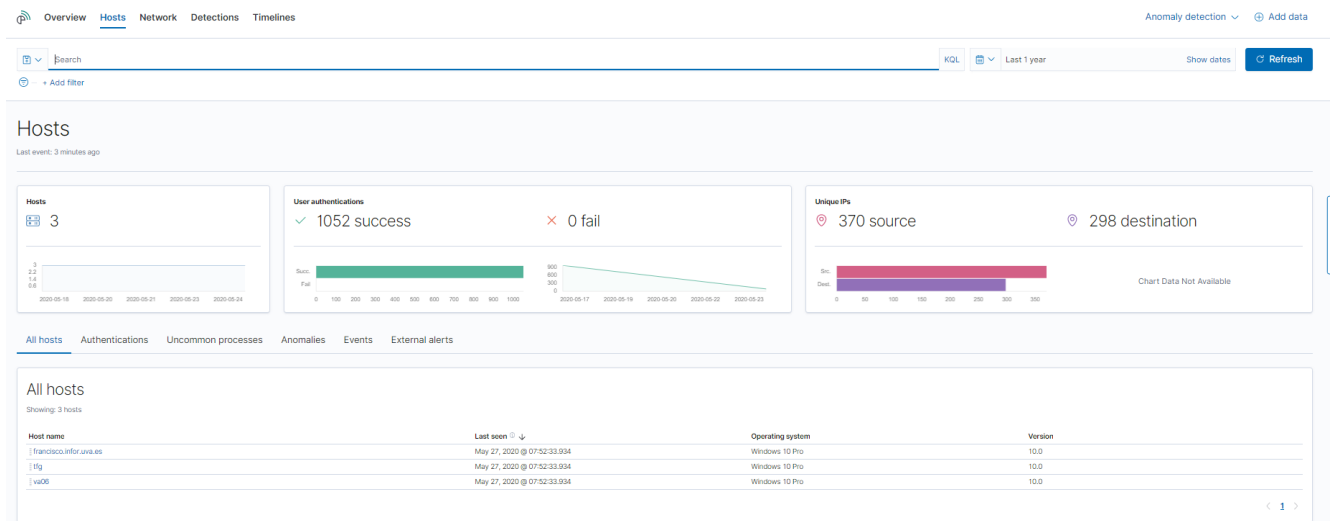 Overview Hosts Network Detections Timelines Anomaly detection Add data
Search KQL Last 1 year Show dates Refresh
+ Add filter
Hosts
Last event: 3 minutes ago
Hosts User authentications Unique IPs
3 1052 success 0 fail 370 source 298 destination
3
2.2
1.4
0.6
2020-05-19 2020-05-20 2020-05-21 2020-05-23 2020-05-24
Succ.
Fail
0 100 200 300 400 500 600 700 800 900 1000
900
600
300
0
2020-05-17 2020-05-19 2020-05-20 2020-05-22 2020-05-23
Src.
Dest.
0 50 100 150 200 250 300 350
Chart Data Not Available
All hosts Authentications Uncommon processes Anomalies Events External alerts
All hosts
Showing: 3 hosts
Host name Last seen Operating system Version
francisco.infor.uva.es May 27, 2020 @ 07:52:33.934 Windows 10 Pro 10.0
tfg May 27, 2020 @ 07:52:33.934 Windows 10 Pro 10.0
va06 May 27, 2020 @ 07:52:33.934 Windows 10 Pro 10.0
1